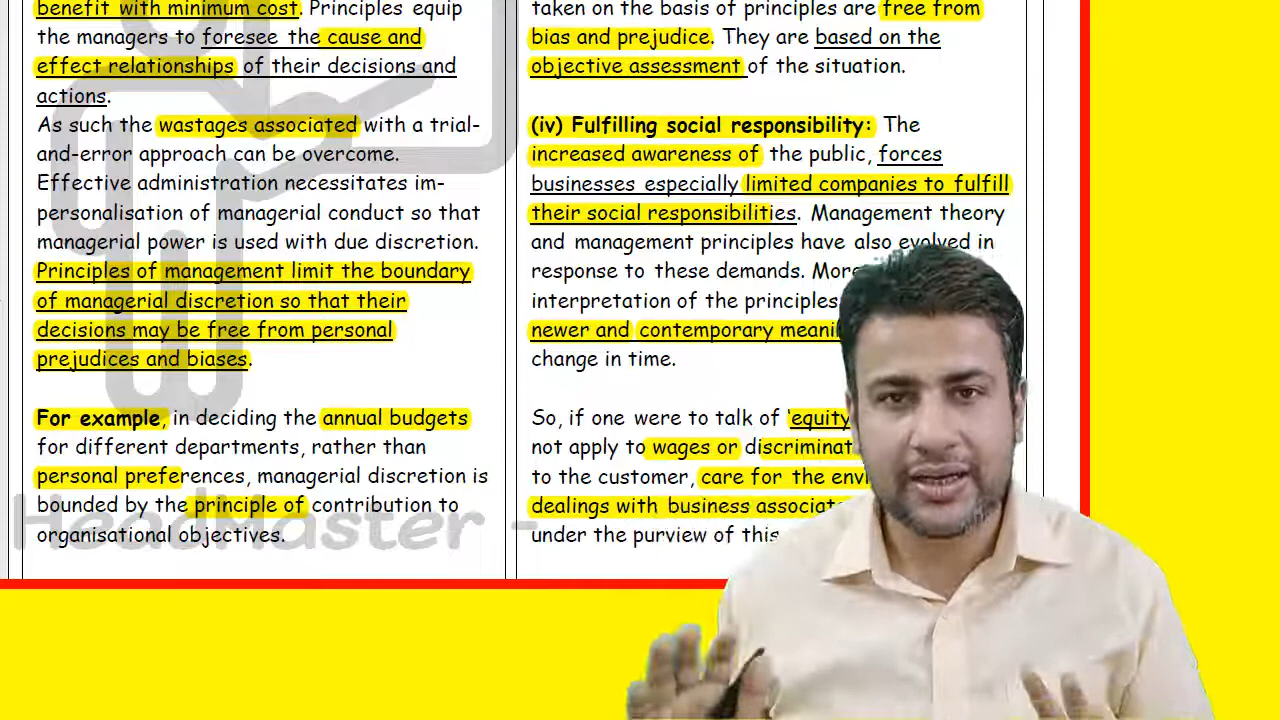 benefit with minimum cost. Principles equip
the managers to foresee the cause and
effect relationships of their decisions and
actions.
As such the wastages associated with a trial-
and-error approach can be overcome.
Effective administration necessitates im-
personalisation of managerial conduct so that
managerial power is used with due discretion.
Principles of management limit the boundary
of managerial discretion so that their
decisions may be free from personal
prejudices and biases.
For example, in deciding the annual budgets
for different departments, rather than
personal preferences, managerial discretion is
bounded by the principle of contribution to
organisational objectives.
HeadMaster -
taken on the basis of principles are free from
bias and prejudice. They are based on the
objective assessment of the situation.
(iv) Fulfilling social responsibility: The
increased awareness of the public, forces
businesses especially limited companies to fulfill
their social responsibilities. Management theory
and management principles have also evolved in
response to these demands.
interpretation of the principles
newer and contemporary
change in time.
So, if one were to talk of 'equity
not apply to wages or
to the customer, care for the
dealings with business
under the purview of this